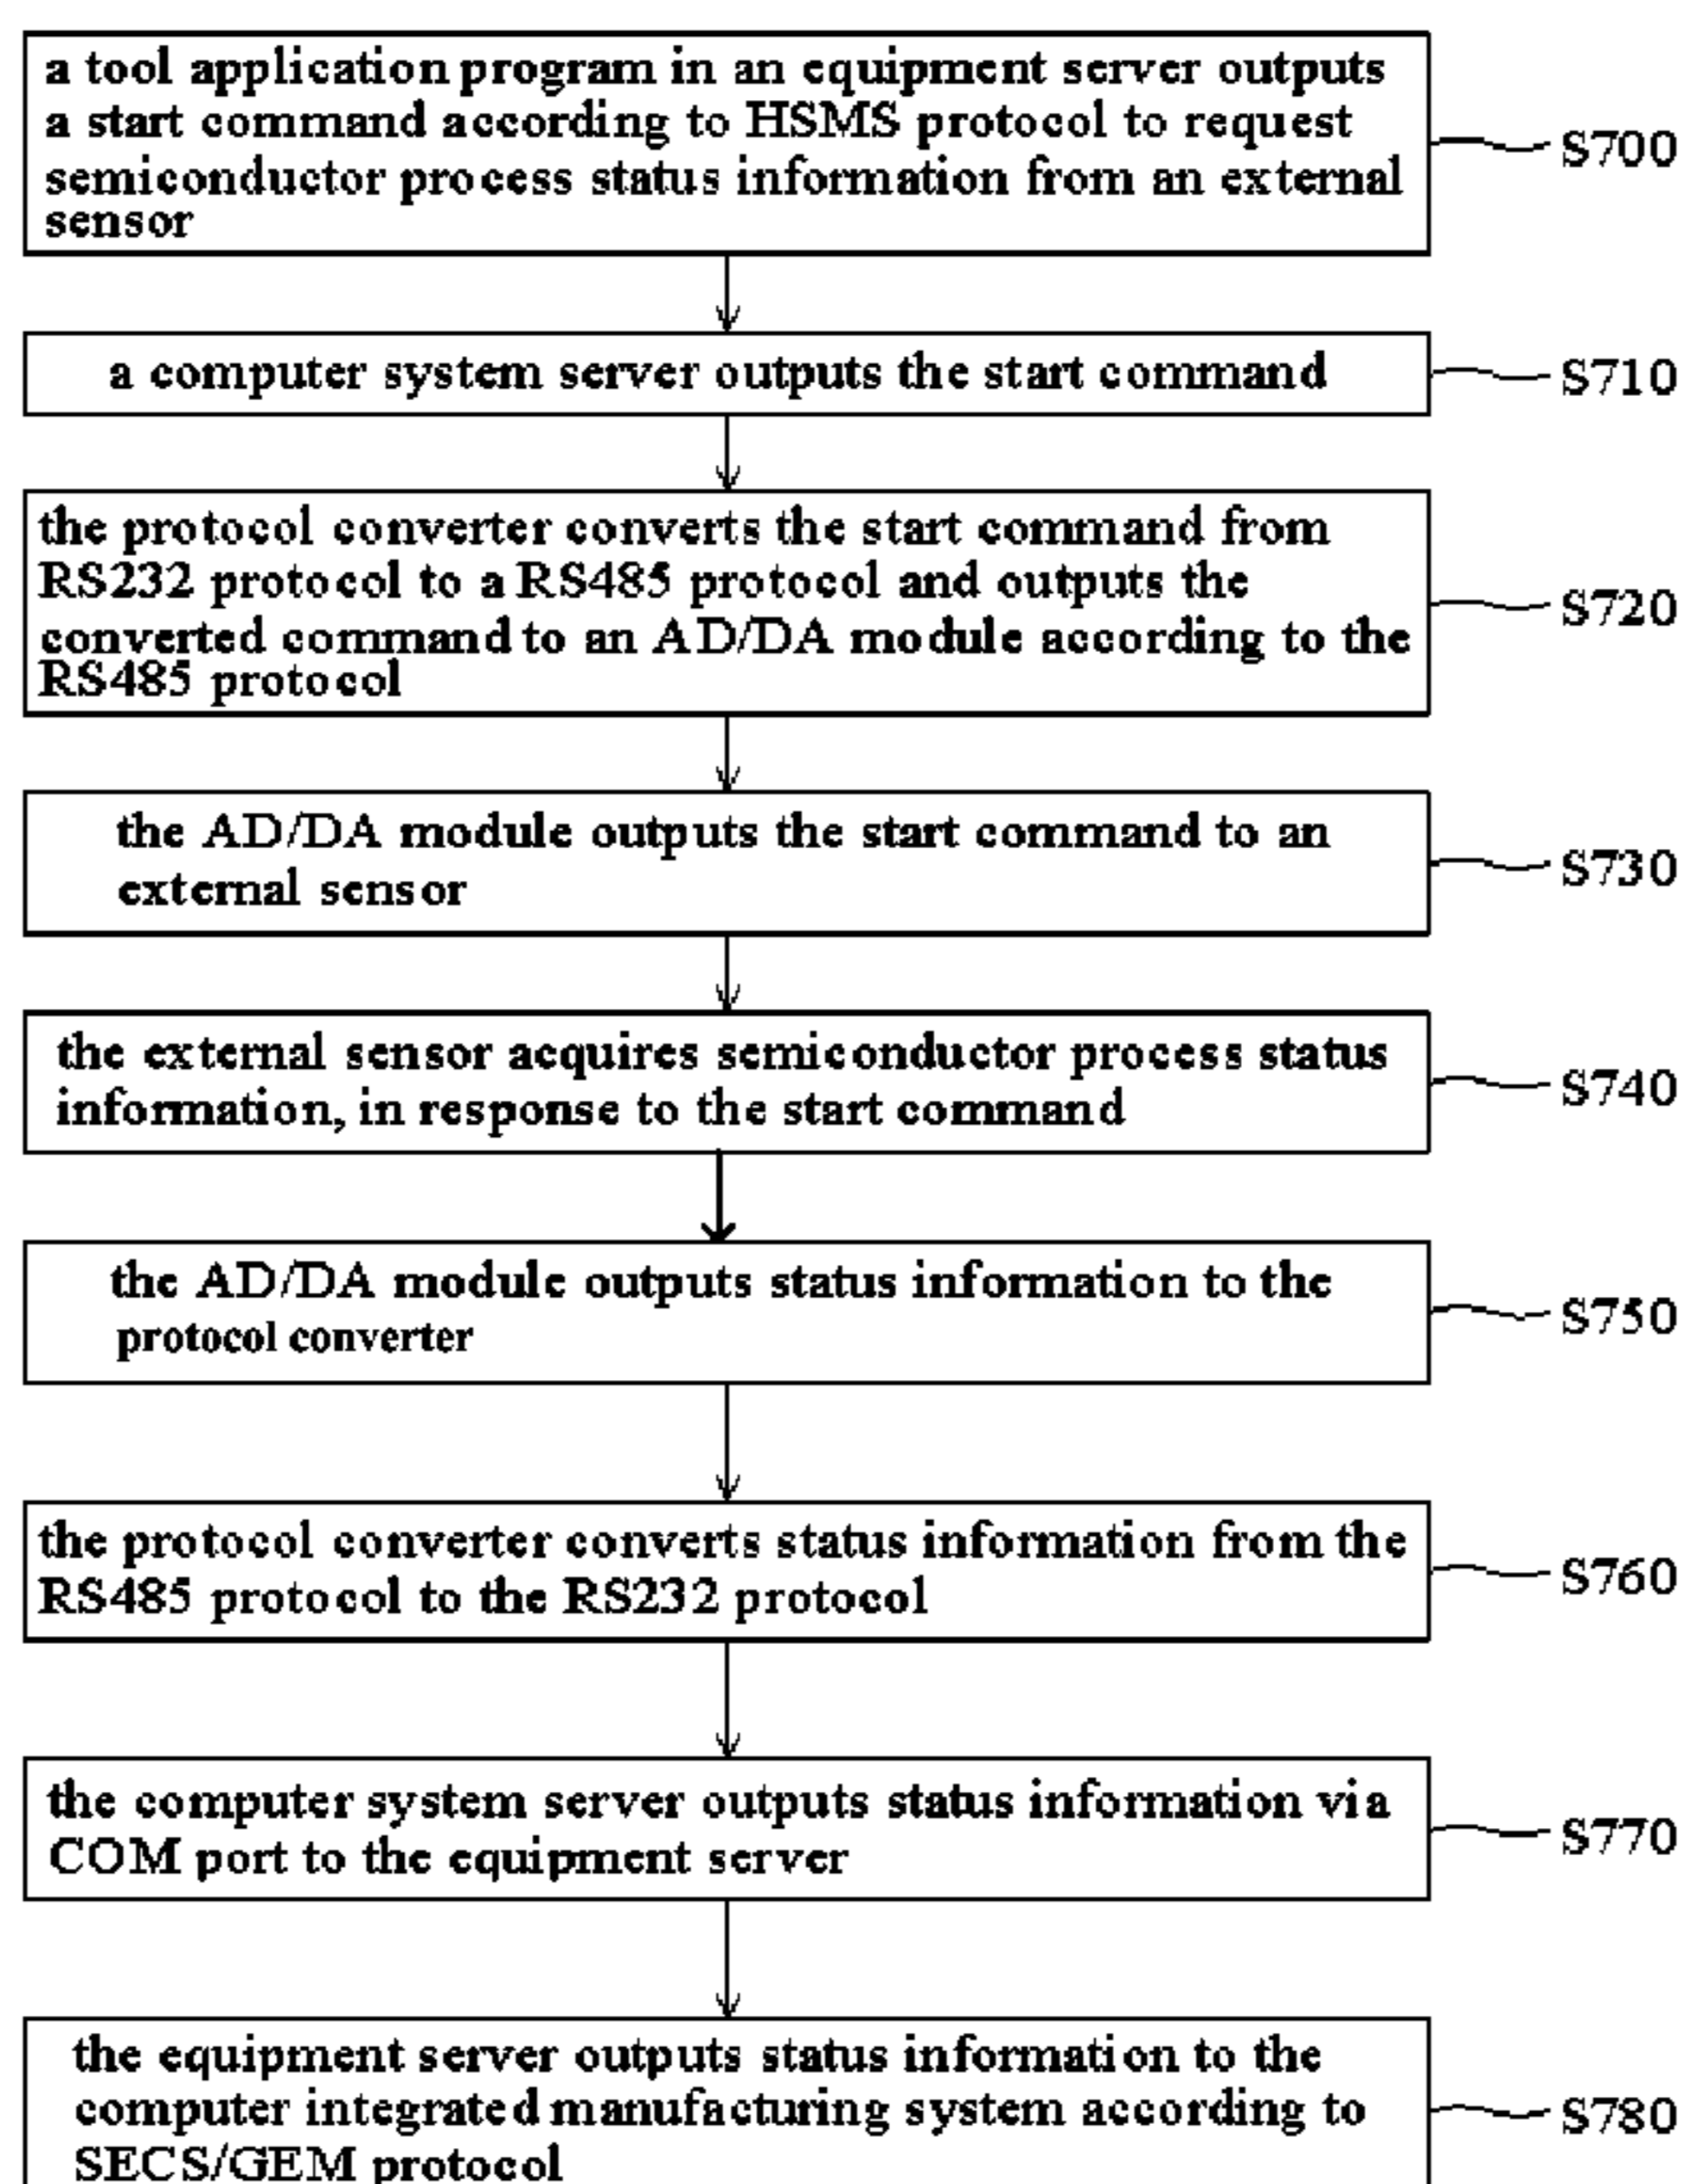 a tool application program in an equipment server outputs
a start command according to HSMS protocol to request
semiconductor process status information from an external
sensor
S700
a computer system server outputs the start command
S710
the protocol converter converts the start command from
RS232 protocol to a RS485 protocol and outputs the
converted command to an AD/DA module according to the
RS485 protocol
S720
the AD/DA module outputs the start command to an
external sensor
S730
the external sensor acquires semiconductor process status
information, in response to the start command
S740
the AD/DA module outputs status information to the
protocol converter
S750
the protocol converter converts status information from the
RS485 protocol to the RS232 protocol
S760
the computer system server outputs status information via
COM port to the equipment server
S770
the equipment server outputs status information to the
computer integrated manufacturing system according to
SECS/GEM protocol
S780